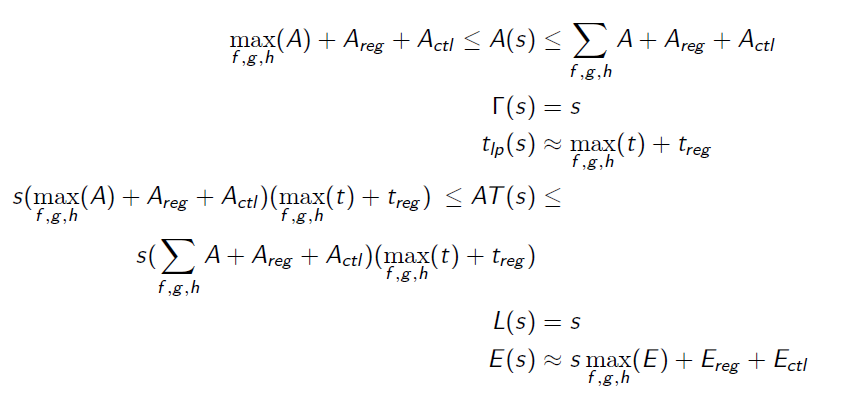 max_{f,g,h}(A) + A_{reg} + A_{ctl} ≤ A(s) ≤ ∑_{f,g,h} A + A_{reg} + A_{ctl}
Γ(s) = s
t_{lp}(s) ≈ max_{f,g,h}(t) + t_{reg}
s(max_{f,g,h}(A) + A_{reg} + A_{ctl})(max_{f,g,h}(t) + t_{reg}) ≤ AT(s) ≤
s(∑_{f,g,h} A + A_{reg} + A_{ctl})(max_{f,g,h}(t) + t_{reg})
L(s) = s
E(s) ≈ s max_{f,g,h}(E) + E_{reg} + E_{ctl}